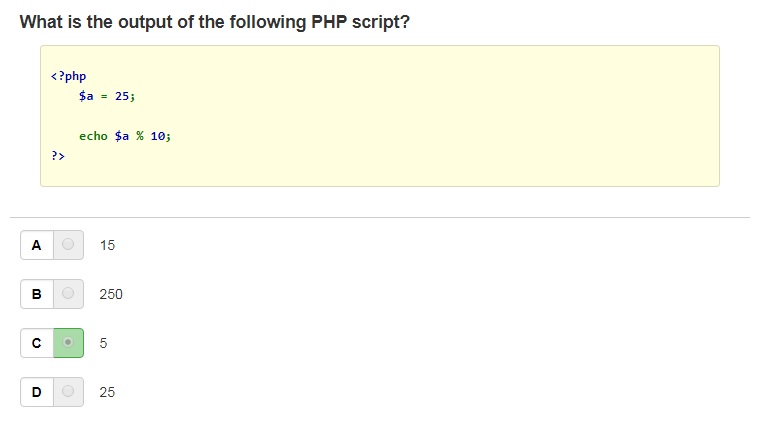 What is the output of the following PHP script?
<?php
$a = 25;
echo $a % 10;
?>
A 15
B 250
C 5
D 25